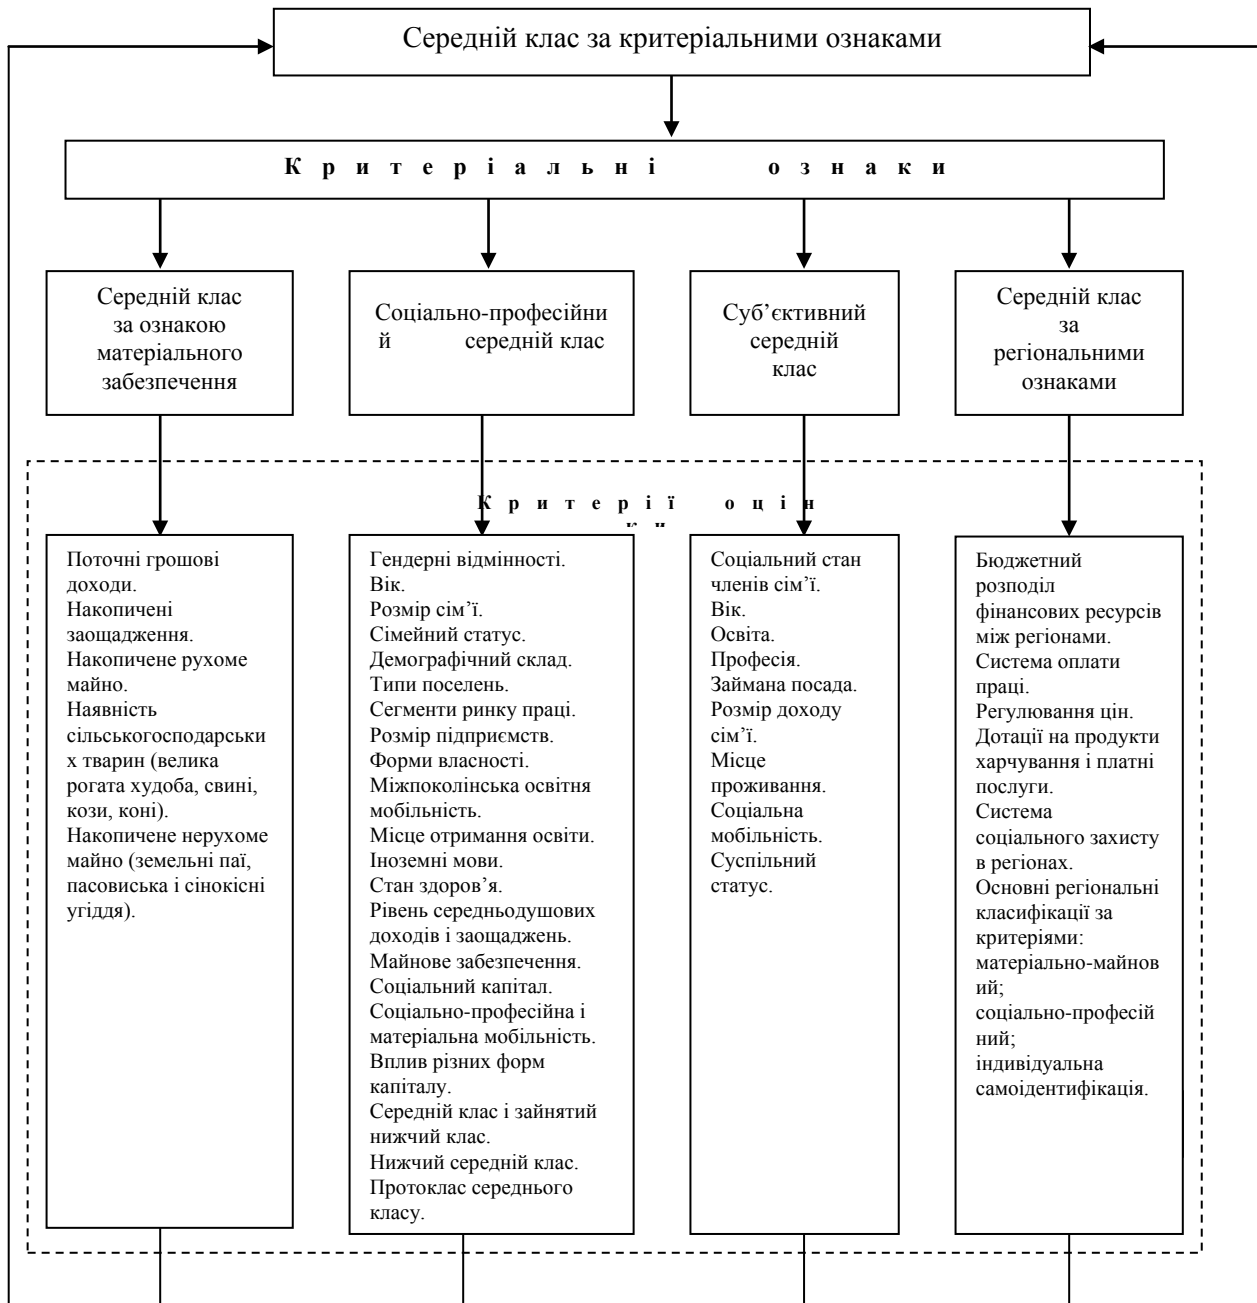 Середній клас за критеріальними ознаками
К р и т е р і а л ь н і о з н а к и
Середній клас
за ознакою
матеріального
забезпечення
Соціально-професійни
й середній клас
Суб’єктивний
середній
клас
Середній клас
за
регіональними
ознаками
К р и т е р і ї о ц і н
к и
Поточні грошові
доходи.
Накопичені
заощадження.
Накопичене рухоме
майно.
Наявність
сільськогосподарськи
х тварин (велика
рогата худоба, свині,
кози, коні).
Накопичене нерухоме
майно (земельні паї,
пасовиська і сінокісні
угіддя).
Гендерні відмінності.
Вік.
Розмір сім’ї.
Сімейний статус.
Демографічний склад.
Типи поселень.
Сегменти ринку праці.
Розмір підприємств.
Форми власності.
Міжпоколінська освітня
мобільність.
Місце отримання освіти.
Іноземні мови.
Стан здоров’я.
Рівень середньодушових
доходів і заощаджень.
Майнове забезпечення.
Соціальний капітал.
Соціально-професійна і
матеріальна мобільність.
Вплив різних форм
капіталу.
Середній клас і зайнятий
нижчий клас.
Нижчий середній клас.
Протоклас середнього
класу.
Соціальний стан
членів сім’ї.
Вік.
Освіта.
Професія.
Займана посада.
Розмір доходу
сім’ї.
Місце
проживання.
Соціальна
мобільність.
Суспільний
статус.
Бюджетний
розподіл
фінансових ресурсів
між регіонами.
Система оплати
праці.
Регулювання цін.
Дотації на продукти
харчування і платні
послуги.
Система
соціального захисту
в регіонах.
Основні регіональні
класифікації за
критеріями:
матеріально-майнов
ий;
соціально-професій
ний;
індивідуальна
самоідентифікація.